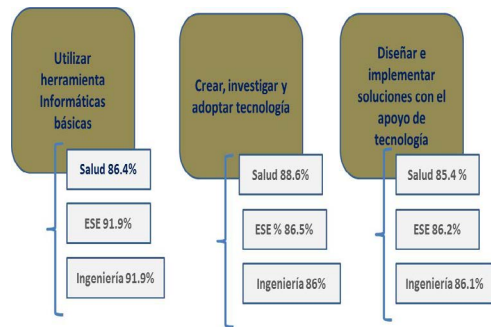 Utilizar
herramienta
Informáticas
básicas
Salud 86.4%
ESE 91.9%
Ingeniería 91.9%
Crear, investigar y
adoptar tecnología
Salud 88.6%
ESE % 86.5%
Ingeniería 86%
Diseñar e
implementar
soluciones con el
apoyo de
tecnología
Salud 85.4 %
ESE 86.2%
Ingeniería 86.1%